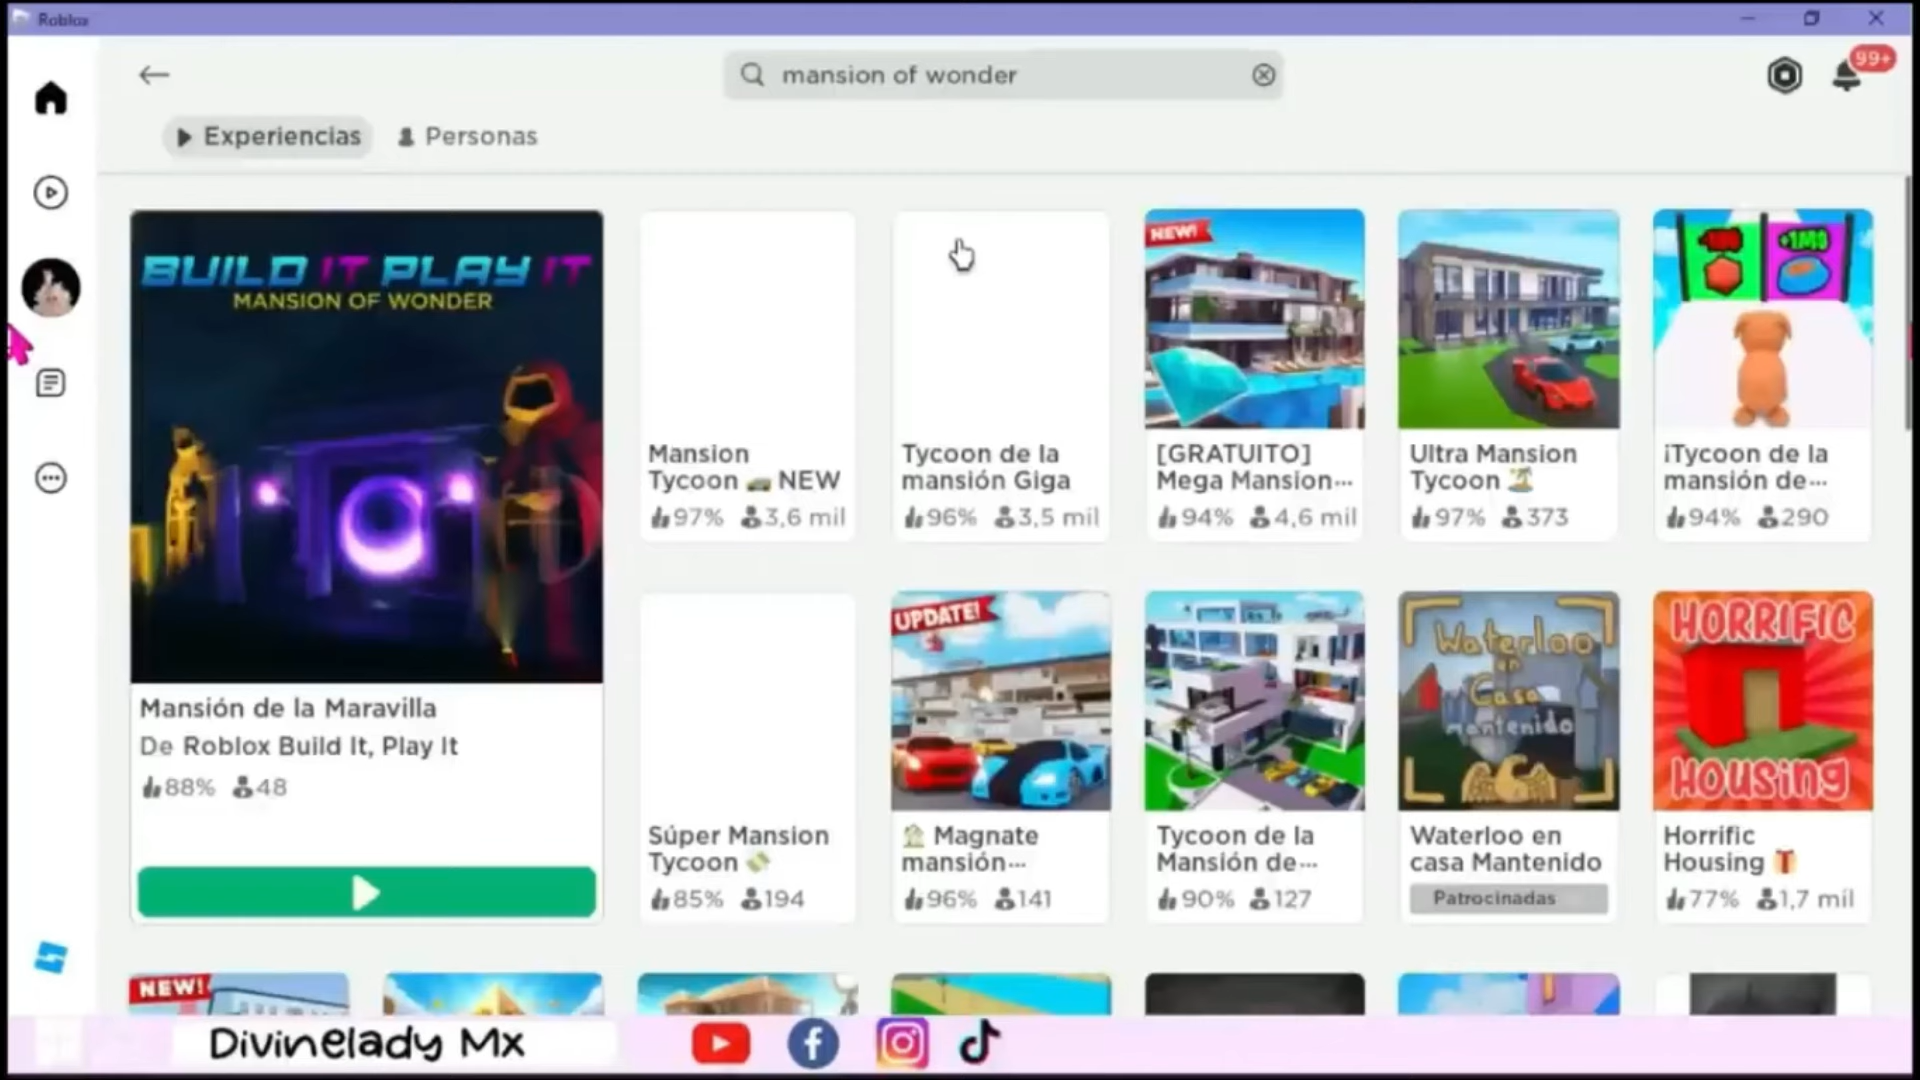 Roblox
mansion of wonder
99+
Experiencias
Personas
BUILD IT PLAY IT
MANSION OF WONDER
Mansión de la Maravilla
De Roblox Build It, Play It
88% 48
Mansion
Tycoon 🚙 NEW
97% 3,6 mil
Tycoon de la
mansión Giga
96% 3,5 mil
NEW!
[GRATUITO]
Mega Mansion...
94% 4,6 mil
Ultra Mansion
Tycoon 🏝️
97% 373
+1M$
¡Tycoon de la
mansión de...
94% 290
Súper Mansion
Tycoon 💸
85% 194
UPDATE!
🏠 Magnate
mansión...
96% 141
Tycoon de la
Mansión de...
90% 127
Waterloo
en
Casa
mantenido
Waterloo en
casa Mantenido
Patrocinadas
HORRIFIC
HOUSING
Horrific
Housing 🎁
77% 1,7 mil
NEW!
Divinelady Mx